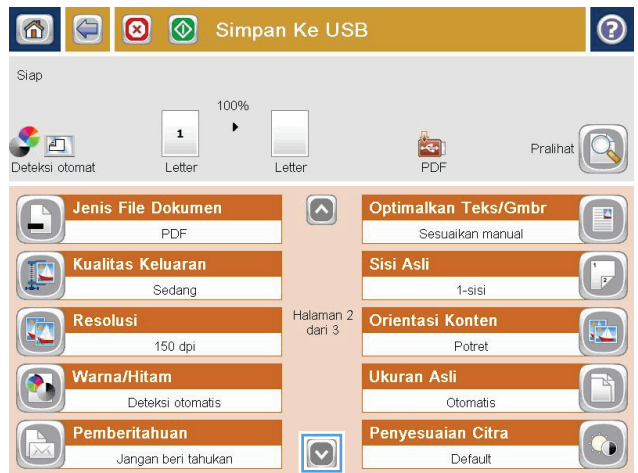 Simpan Ke USB
?
Siap
100%
1
Deteksi otomat
Letter
Letter
PDF
Pralihat
Jenis File Dokumen
PDF
Kualitas Keluaran
Sedang
Resolusi
150 dpi
Warna/Hitam
Deteksi otomatis
Pemberitahuan
Jangan beri tahukan
Halaman 2
dari 3
Optimalkan Teks/Gmbr
Sesuaikan manual
Sisi Asli
1-sisi
1
2
Orientasi Konten
Potret
Ukuran Asli
Otomatis
Penyesuaian Citra
Default